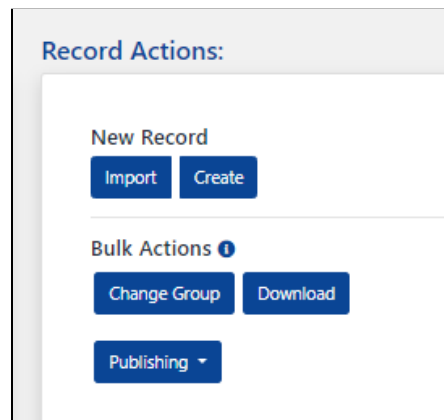 Record Actions:
New Record
Import Create
Bulk Actions
Change Group Download
Publishing